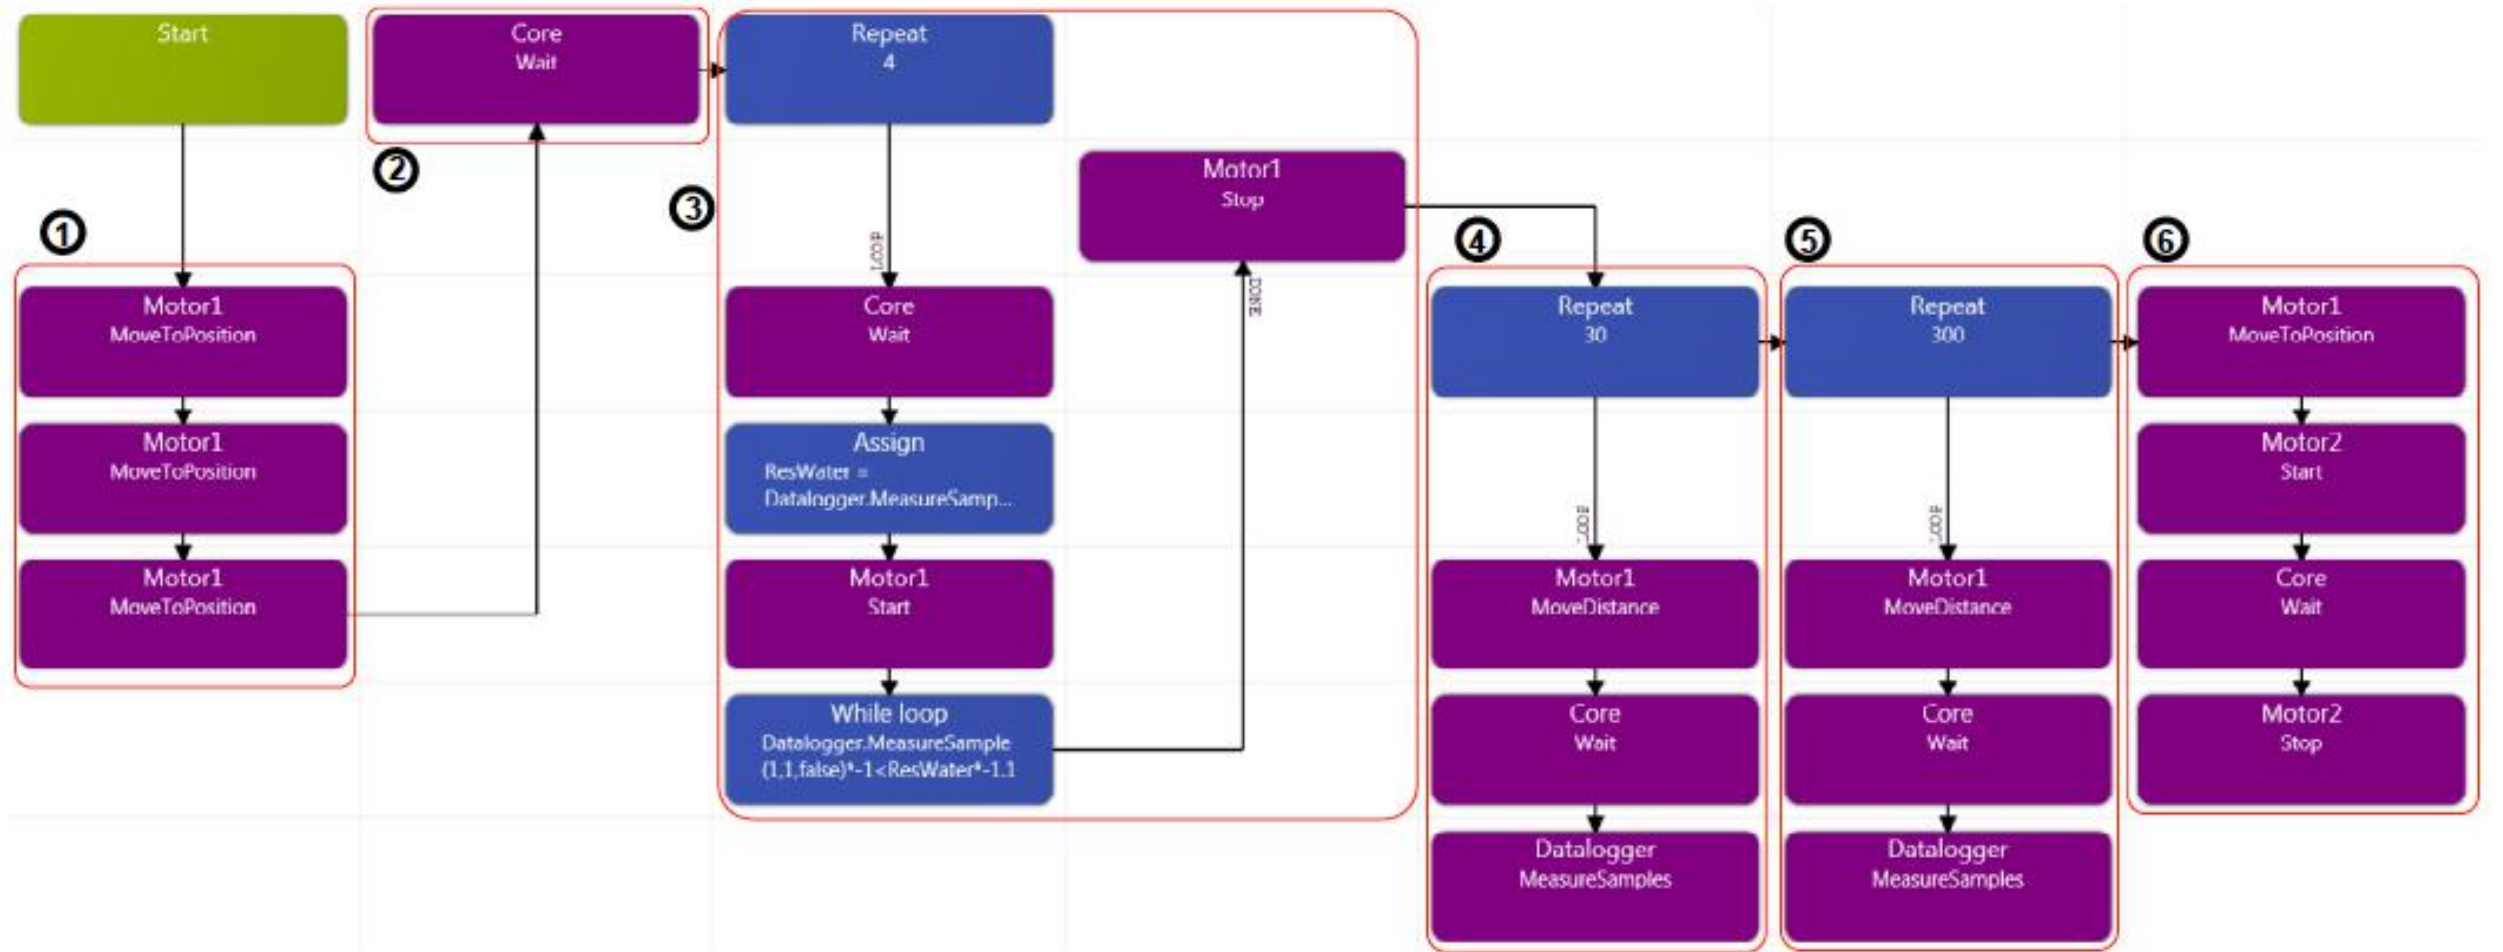 Start
1
Motor1
MoveToPosition
Motor1
MoveToPosition
Motor1
MoveToPosition
Core
Wait
2
3
Repeat
4
LOOP
Core
Wait
Assign
ResWater =
Datalogger.MeasureSamp...
Motor1
Start
While loop
Datalogger.MeasureSample
(1,1,false)*-1<ResWater*-1.1
DONE
Motor1
Stop
4
Repeat
30
LOOP
Motor1
MoveDistance
Core
Wait
Datalogger
MeasureSamples
5
Repeat
300
LOOP
Motor1
MoveDistance
Core
Wait
Datalogger
MeasureSamples
6
Motor1
MoveToPosition
Motor2
Start
Core
Wait
Motor2
Stop